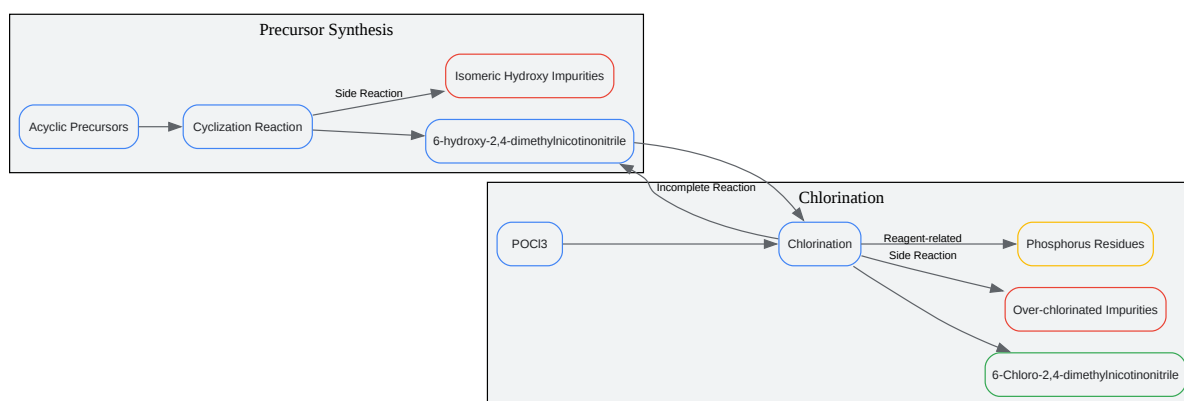 Precursor Synthesis
Isomeric Hydroxy Impurities
Side Reaction
Acyclic Precursors
Cyclization Reaction
6-hydroxy-2,4-dimethylnicotinonitrile
Incomplete Reaction
Chlorination
POCl3
Chlorination
Reagent-related
Phosphorus Residues
Side Reaction
Over-chlorinated Impurities
6-Chloro-2,4-dimethylnicotinonitrile